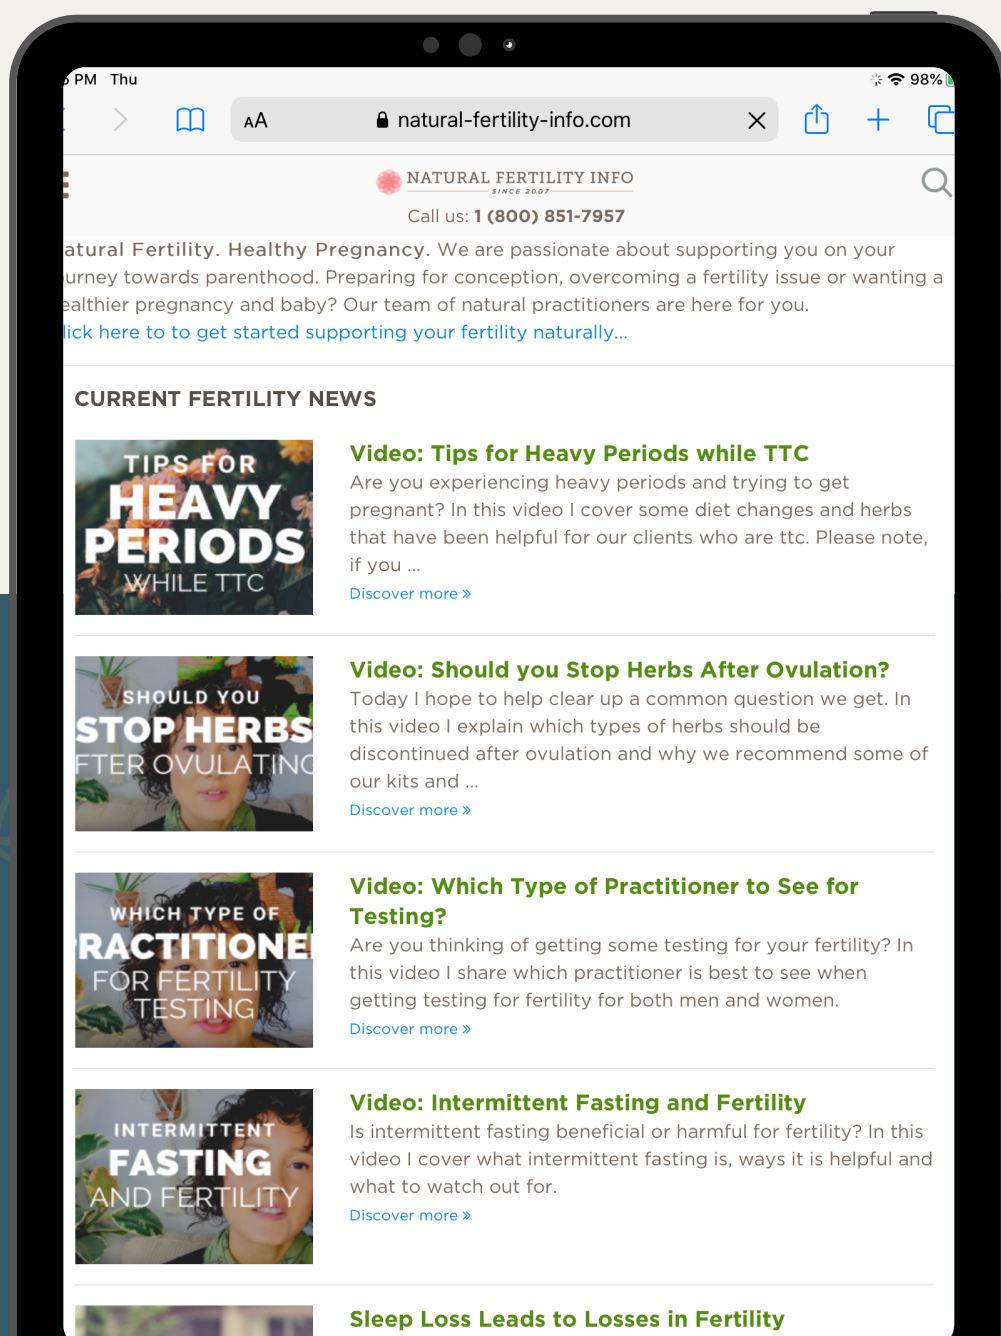 PM Thu
98%
AA natural-fertility-info.com
NATURAL FERTILITY INFO
SINCE 2007
Call us: 1 (800) 851-7957
atural Fertility. Healthy Pregnancy. We are passionate about supporting you on your
urney towards parenthood. Preparing for conception, overcoming a fertility issue or wanting a
ealthier pregnancy and baby? Our team of natural practitioners are here for you.
lick here to to get started supporting your fertility naturally...
CURRENT FERTILITY NEWS
TIPS FOR
HEAVY
PERIODS
WHILE TTC
Video: Tips for Heavy Periods while TTC
Are you experiencing heavy periods and trying to get
pregnant? In this video I cover some diet changes and herbs
that have been helpful for our clients who are ttc. Please note,
if you ...
Discover more »
SHOULD YOU
STOP HERBS
FTER OVULATING
Video: Should you Stop Herbs After Ovulation?
Today I hope to help clear up a common question we get. In
this video I explain which types of herbs should be
discontinued after ovulation and why we recommend some of
our kits and ...
Discover more »
WHICH TYPE OF
RACTITIONE
FOR FERTILITY
TESTING
Video: Which Type of Practitioner to See for
Testing?
Are you thinking of getting some testing for your fertility? In
this video I share which practitioner is best to see when
getting testing for fertility for both men and women.
Discover more »
INTERMITTENT
FASTING
AND FERTILITY
Video: Intermittent Fasting and Fertility
Is intermittent fasting beneficial or harmful for fertility? In this
video I cover what intermittent fasting is, ways it is helpful and
what to watch out for.
Discover more »
Sleep Loss Leads to Losses in Fertility